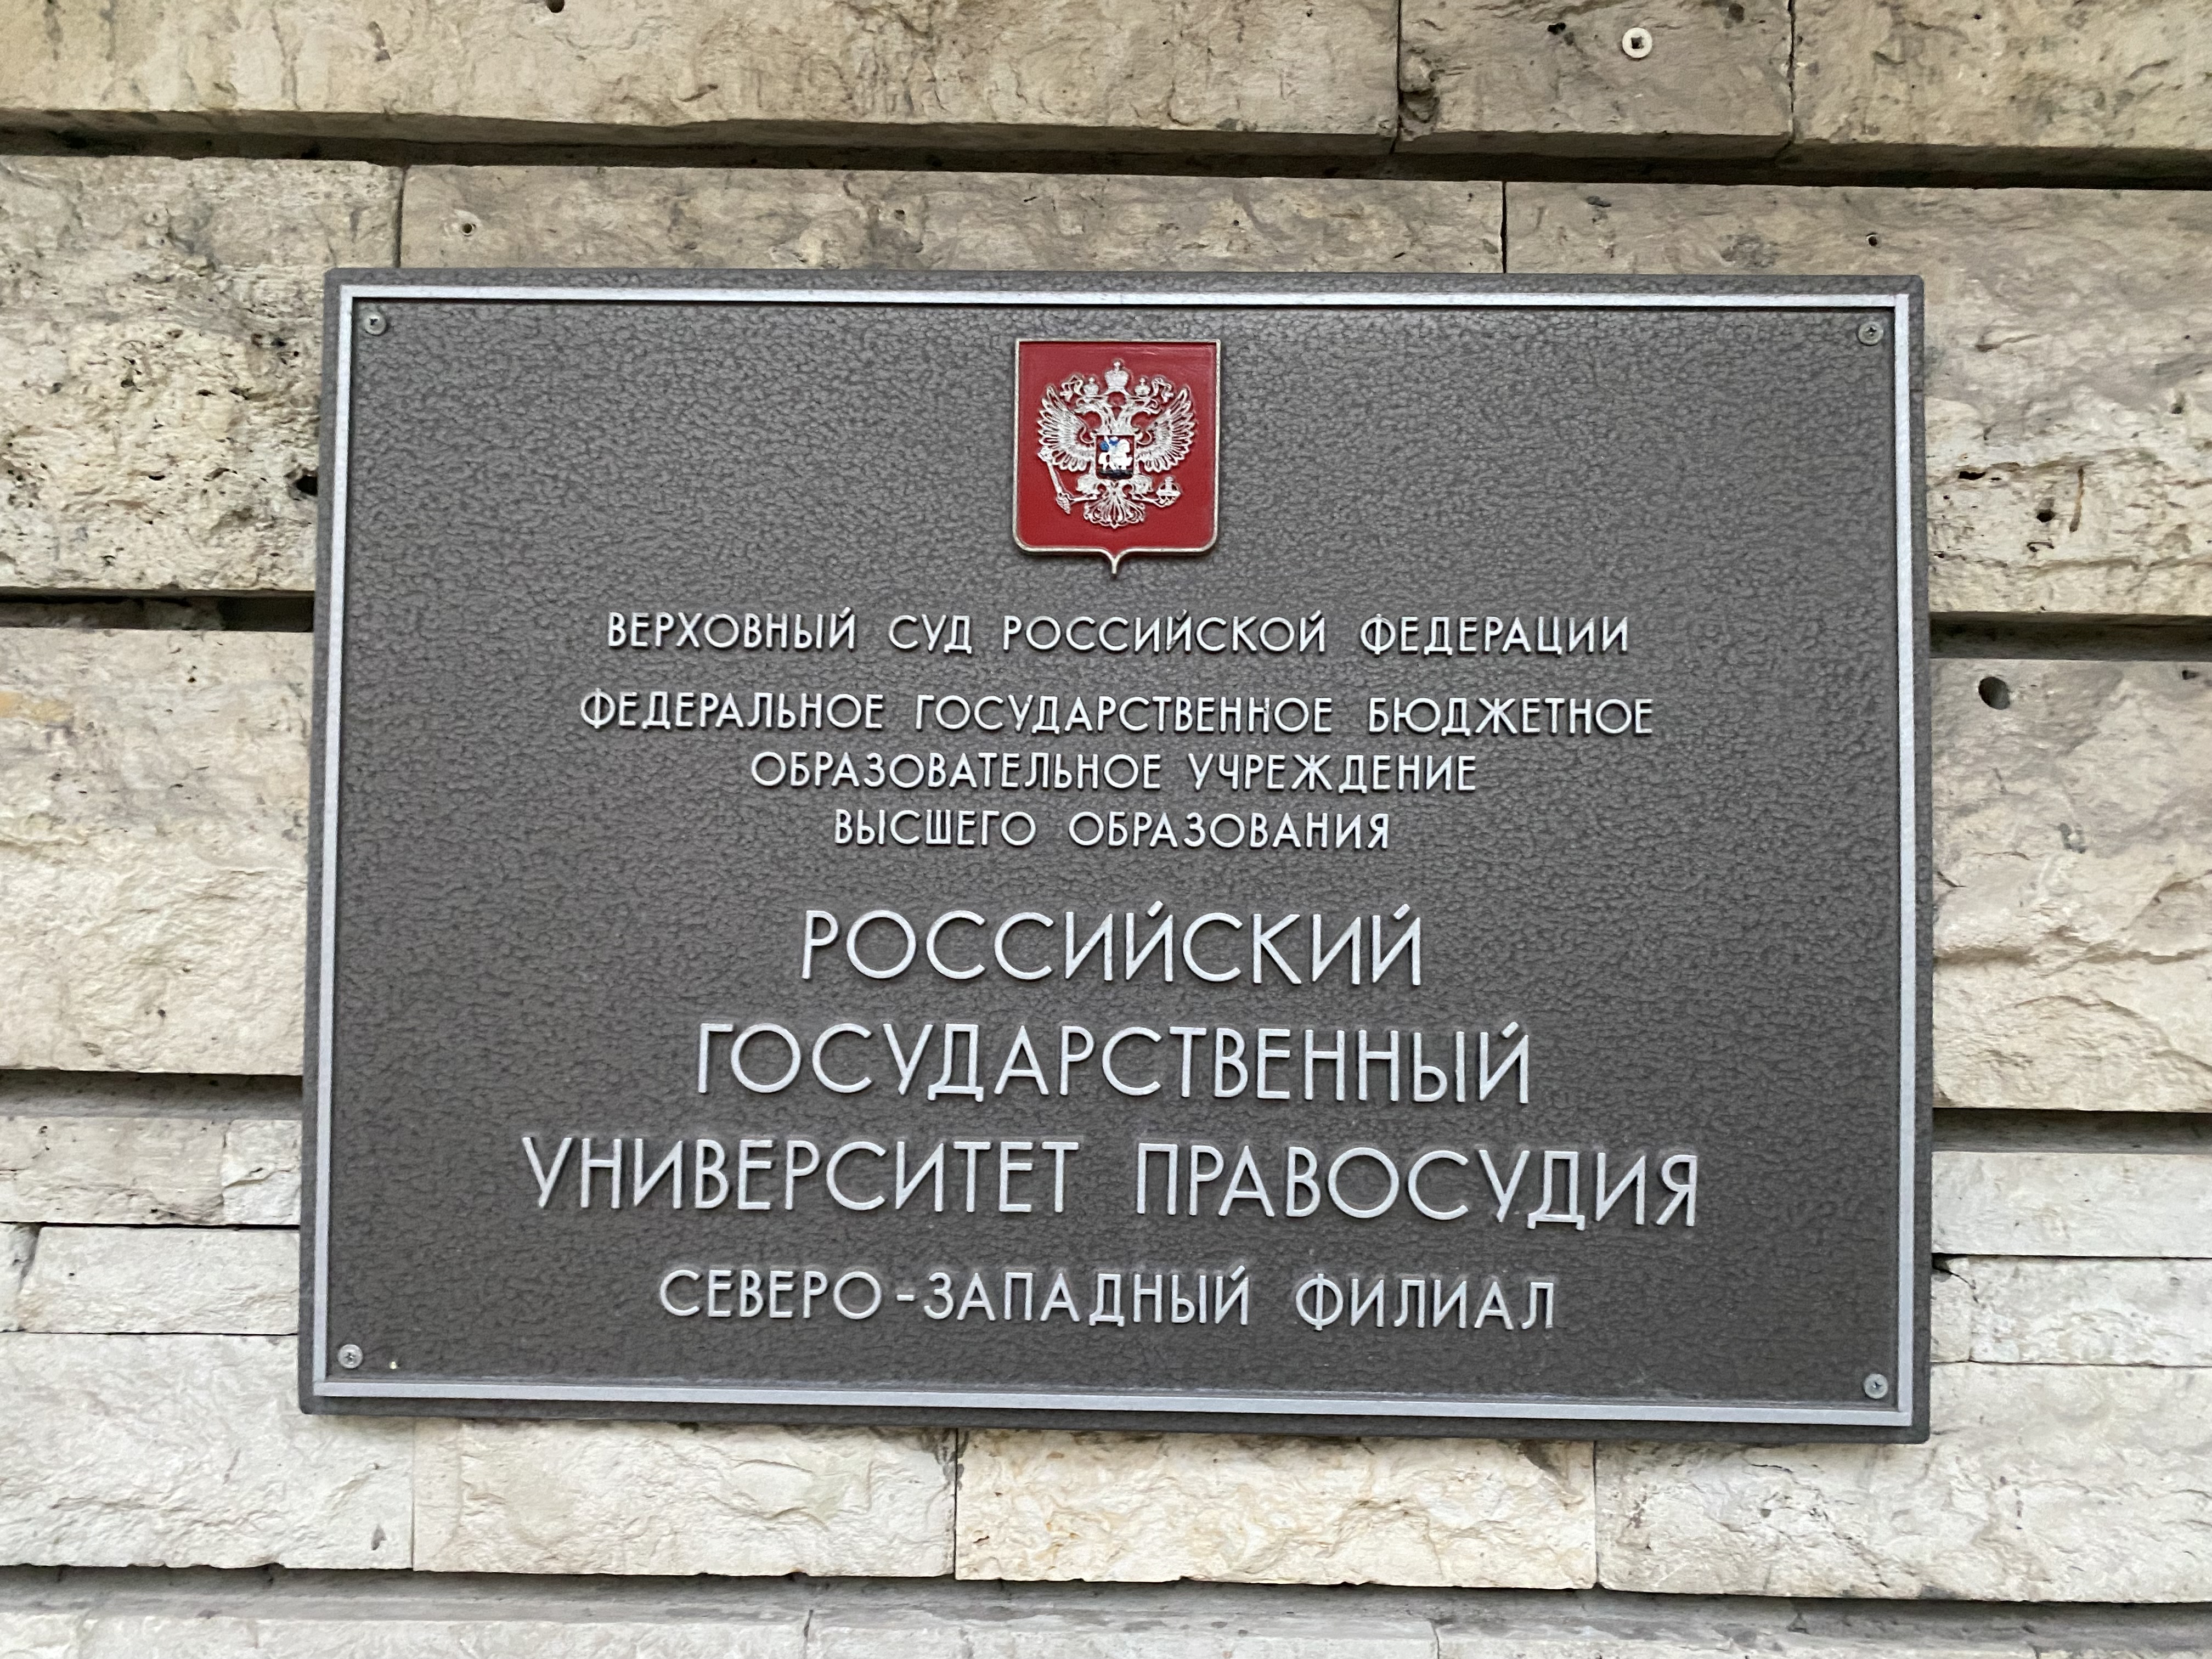 ВЕРХОВНЫЙ СУД РОССИЙСКОЙ ФЕДЕРАЦИИ
ФЕДЕРАЛЬНОЕ ГОСУДАРСТВЕННОЕ БЮДЖЕТНОЕ
ОБРАЗОВАТЕЛЬНОЕ УЧРЕЖДЕНИЕ
ВЫСШЕГО ОБРАЗОВАНИЯ
РОССИЙСКИЙ
ГОСУДАРСТВЕННЫЙ
УНИВЕРСИТЕТ ПРАВОСУДИЯ
СЕВЕРО-ЗАПАДНЫЙ ФИЛИАЛ